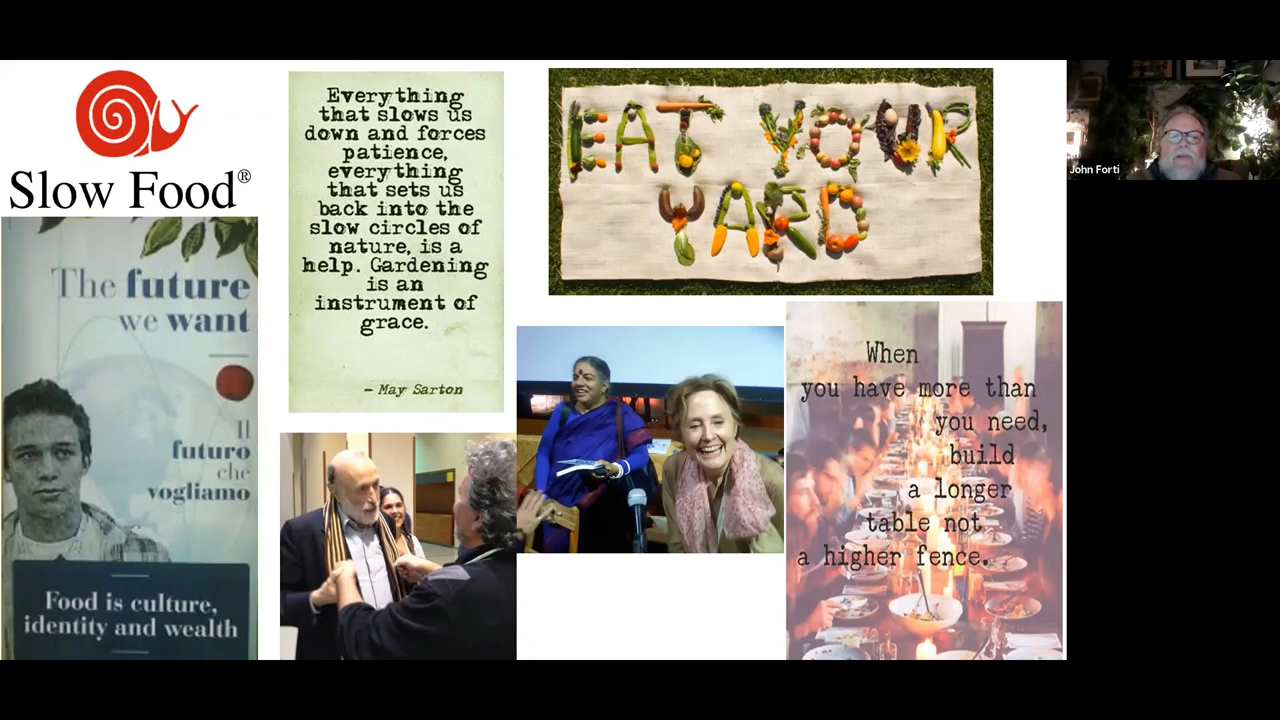 Slow Food®
The future
we want
Il
futuro
che
vogliamo
Food is culture,
identity and wealth
Everything
that slows us
down and forces
patience,
everything
that sets us
back into the
slow circles of
nature, is a
help. Gardening
is an
instrument of
grace.
— May Sarton
EAT YOUR
YARD
When
you have more than
you need,
build
a longer
table not
a higher fence.
John Forti